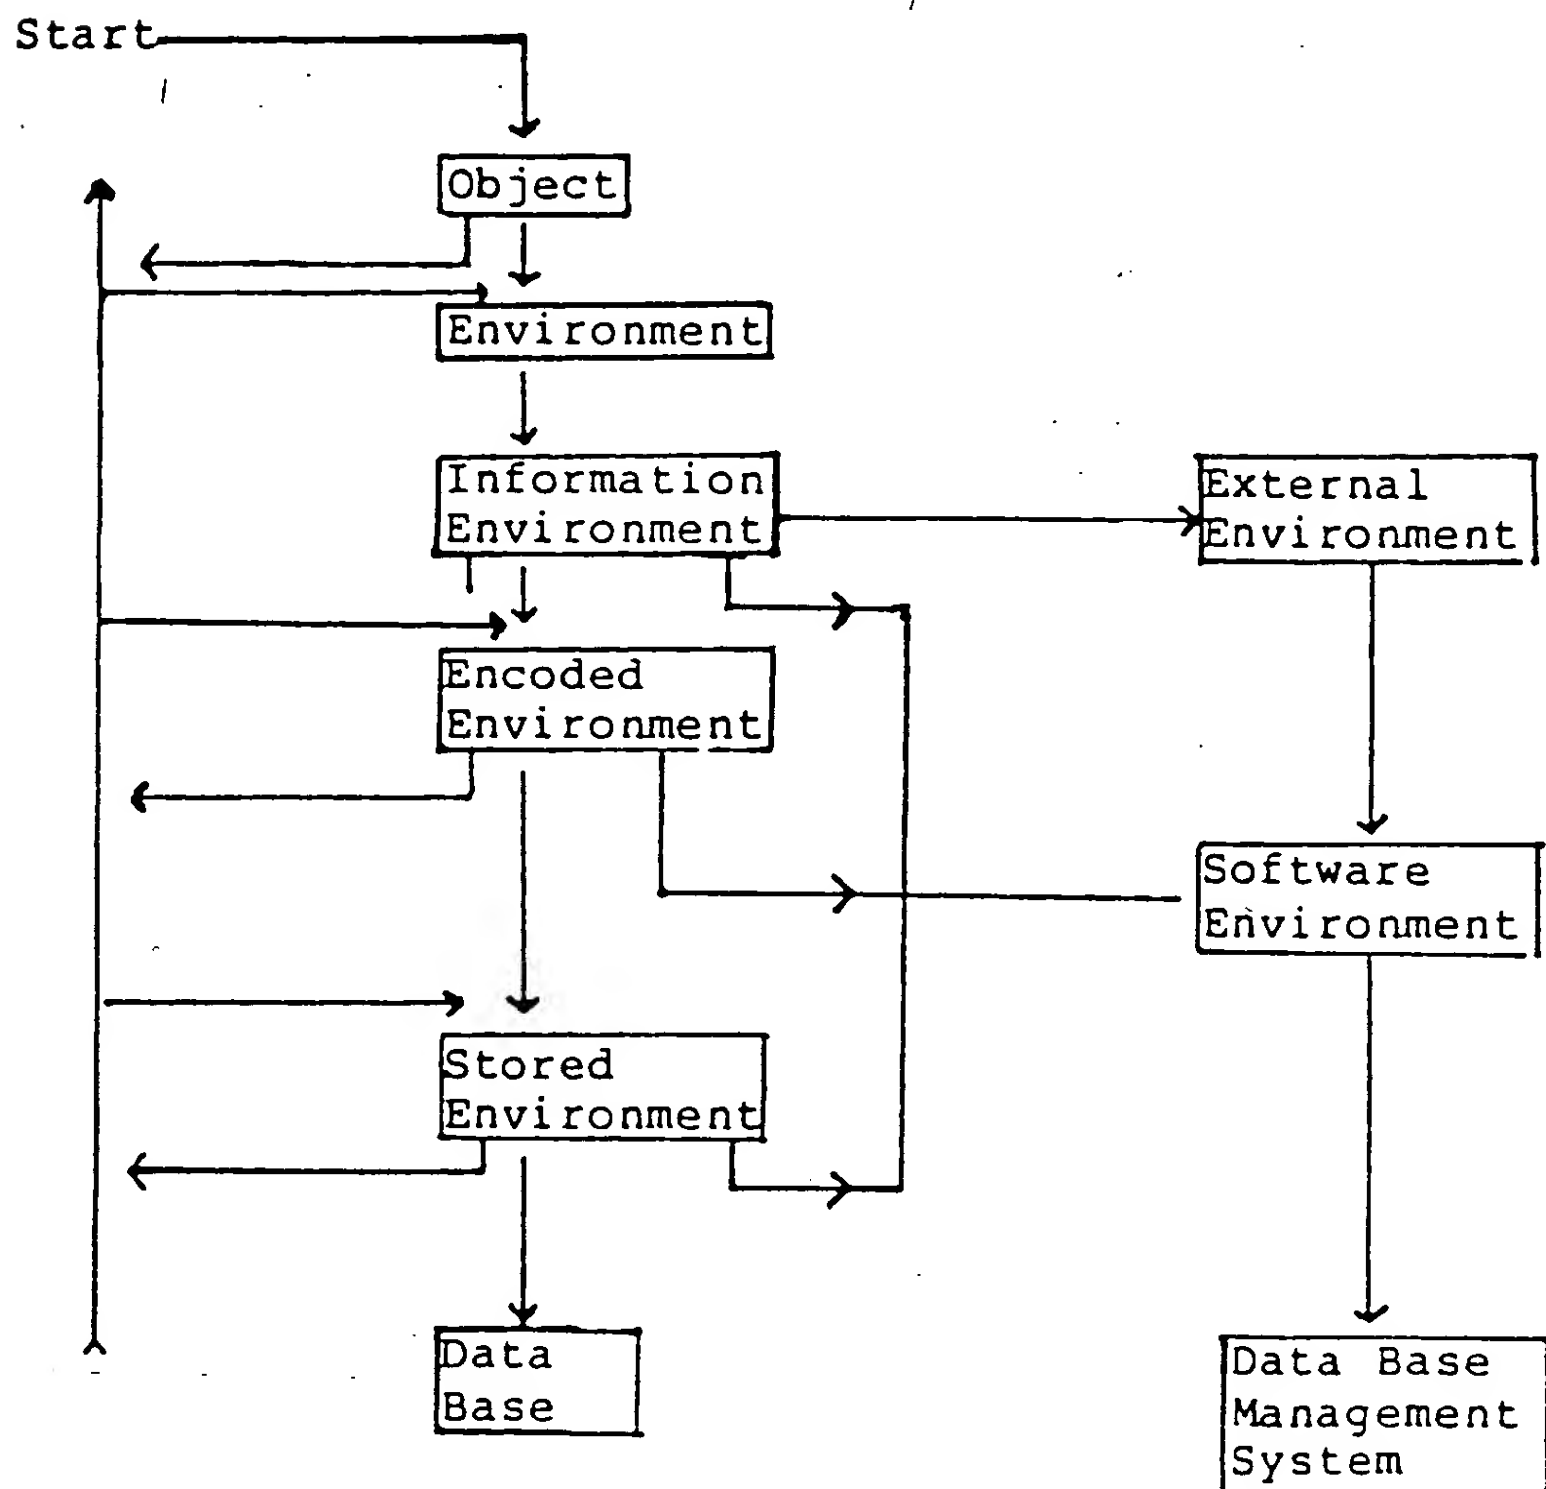 Start
Object
Environment
Information
Environment
External
Environment
Encoded
Environment
Software
Environment
Stored
Environment
Data
Base
Data Base
Management
System